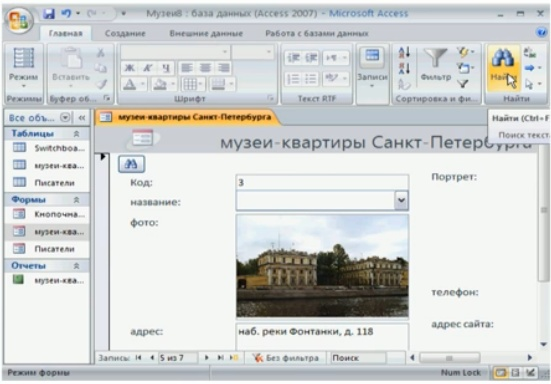 Музей8 : база данных (Access 2007) - Microsoft Access
Главная Создание Внешние данные Работа с базами данных
Режим Вставить Ж К Ч Записи Фильтр Найти
Режимы Буфер об... Шрифт Текст RTF Сортировка и фи... Найти
Все объ... « музеи-квартиры Санкт-Петербурга
Найти (Ctrl+F
Поиск текст
Таблицы
Switchboa...
музеи-ква...
Писатели
Формы
Кнопочна...
музеи-ква...
Писатели
Отчеты
музеи-ква...
музеи-квартиры Санкт-Петербурга
Код: 3 Портрет:
название:
фото:
телефон:
адрес: наб. реки Фонтанки, д. 118 адрес сайта:
Запись: 5 из 7 Без фильтра Поиск
Режим формы Num Lock